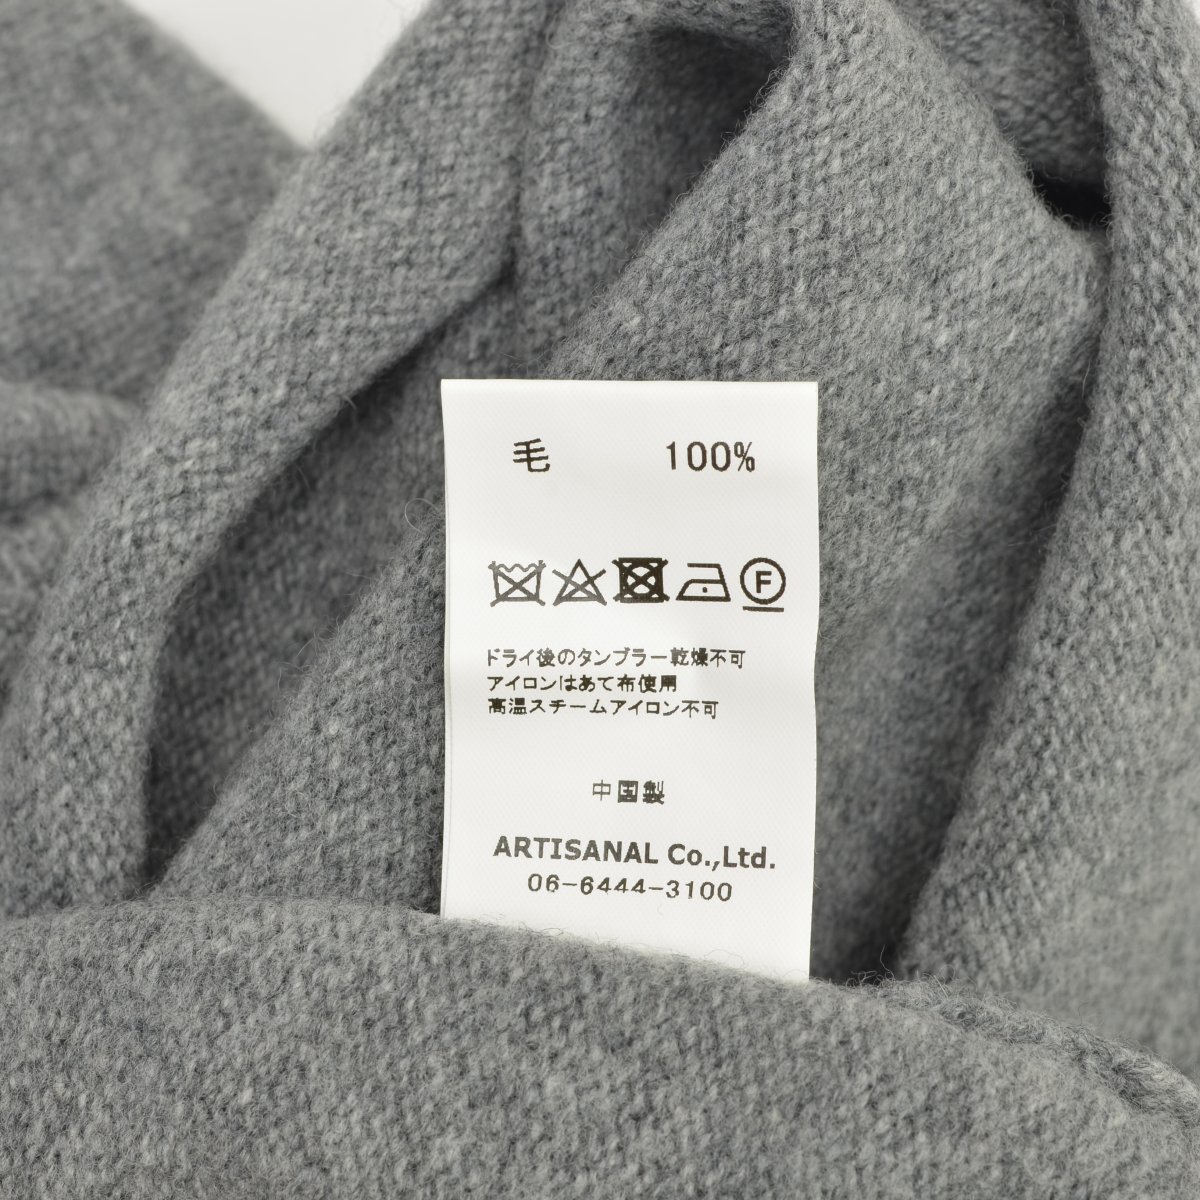 毛 100%
F
ドライ後のタンブラー乾燥不可
アイロンはあて布使用
高温スチームアイロン不可
中国製
ARTISANAL Co.,Ltd.
06-6444-3100